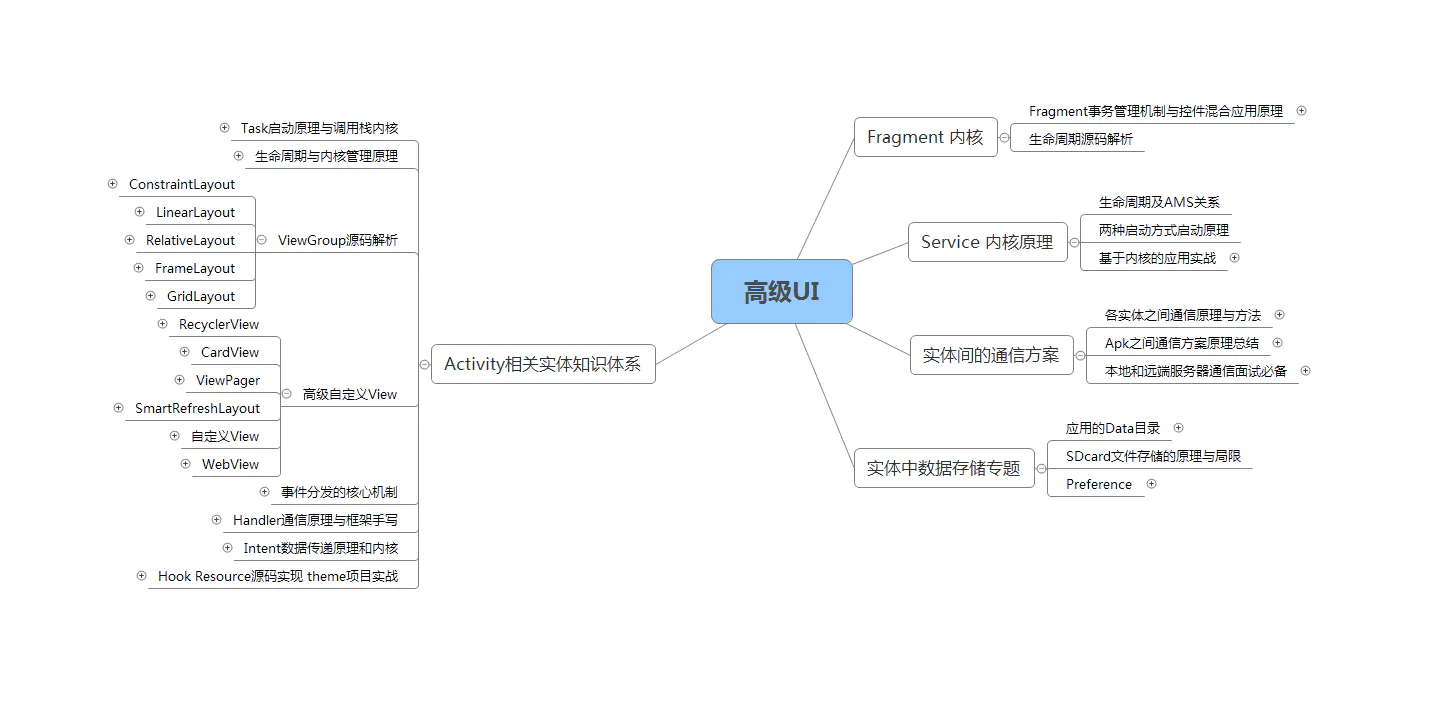 高级UI
Fragment 内核
Fragment事务管理机制与控件混合应用原理
生命周期源码解析
Service 内核原理
生命周期及AMS关系
两种启动方式启动原理
基于内核的应用实战
实体间的通信方案
各实体之间通信原理与方法
Apk之间通信方案原理总结
本地和远端服务器通信面试必备
实体中数据存储专题
应用的Data目录
SDcard文件存储的原理与局限
Preference
Activity相关实体知识体系
Task启动原理与调用栈内核
生命周期与内核管理原理
ViewGroup源码解析
ConstraintLayout
LinearLayout
RelativeLayout
FrameLayout
GridLayout
高级自定义View
RecyclerView
CardView
ViewPager
SmartRefreshLayout
自定义View
WebView
事件分发的核心机制
Handler通信原理与框架手写
Intent数据传递原理和内核
Hook Resource源码实现 theme项目实战